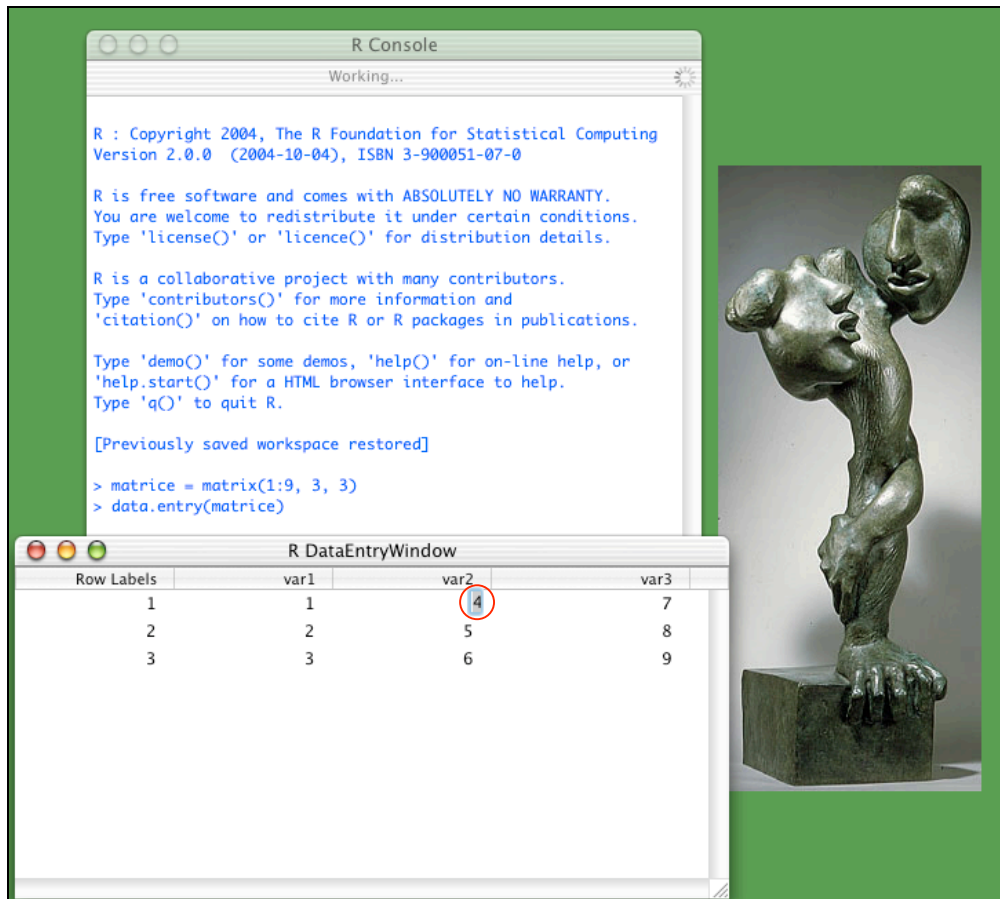 R Console
Working...
R : Copyright 2004, The R Foundation for Statistical Computing
Version 2.0.0  (2004-10-04), ISBN 3-900051-07-0
R is free software and comes with ABSOLUTELY NO WARRANTY.
You are welcome to redistribute it under certain conditions.
Type 'license()' or 'licence()' for distribution details.
R is a collaborative project with many contributors.
Type 'contributors()' for more information and
'citation()' on how to cite R or R packages in publications.
Type 'demo()' for some demos, 'help()' for on-line help, or
'help.start()' for a HTML browser interface to help.
Type 'q()' to quit R.
[Previously saved workspace restored]
> matrice = matrix(1:9, 3, 3)
> data.entry(matrice)
R DataEntryWindow
Row Labels var1 var2 var3
1 1 4 7
2 2 5 8
3 3 6 9